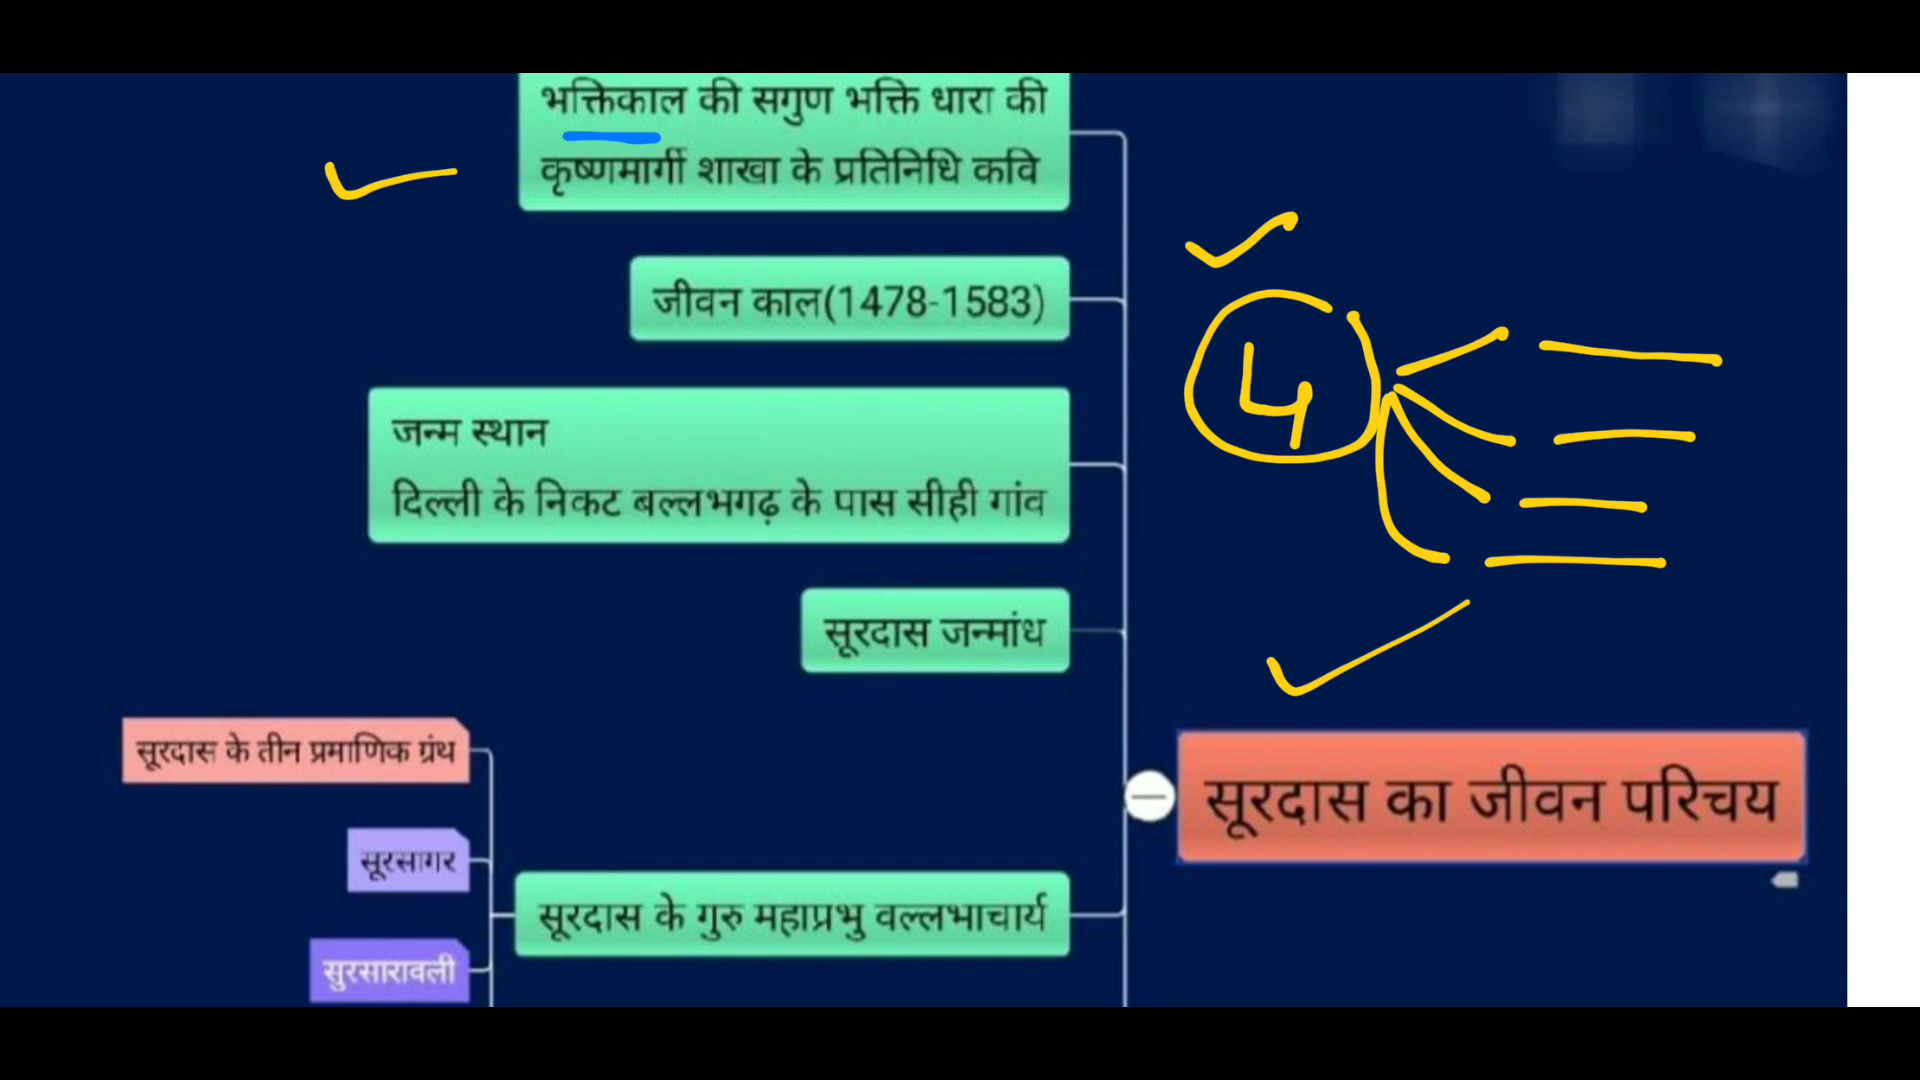 भक्तिकाल की सगुण भक्ति धारा की
कृष्णमार्गी शाखा के प्रतिनिधि कवि
जीवन काल(1478-1583)
4
जन्म स्थान
दिल्ली के निकट बल्लभगढ़ के पास सीही गांव
सूरदास जन्मांध
सूरदास का जीवन परिचय
सूरदास के गुरु महाप्रभु वल्लभाचार्य
सूरदास के तीन प्रमाणिक ग्रंथ
सूरसागर
सुरसारावली